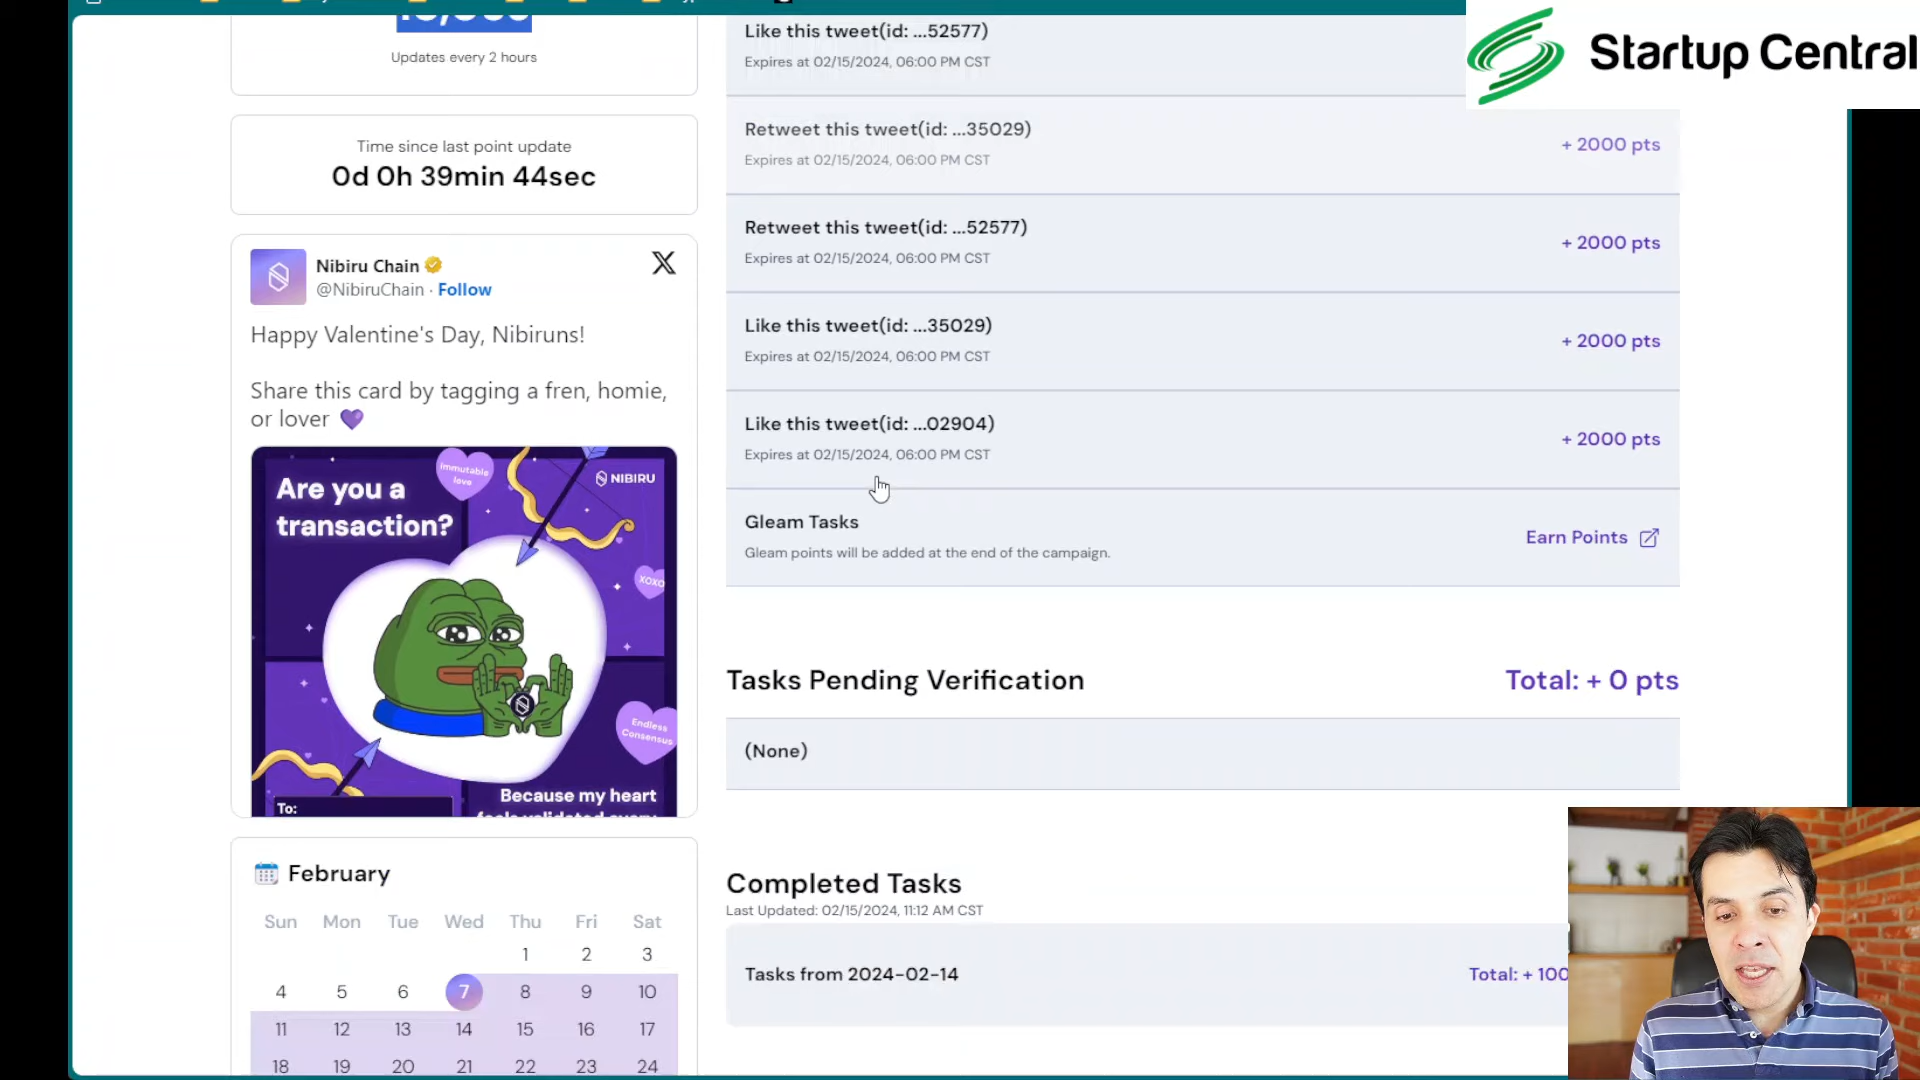 Updates every 2 hours
Time since last point update
0d 0h 39min 44sec
Nibiru Chain
@NibiruChain · Follow
Happy Valentine's Day, Nibiruns!
Share this card by tagging a fren, homie,
or lover 💜
Immutable
love
NIBIRU
Are you a
transaction?
XOXO
Endless
Consensus
Because my heart
To:
February
Sun Mon Tue Wed Thu Fri Sat
1 2 3
4 5 6 7 8 9 10
11 12 13 14 15 16 17
18 19 20 21 22 23 24
Like this tweet(id: ...52577)
Expires at 02/15/2024, 06:00 PM CST
Retweet this tweet(id: ...35029)
Expires at 02/15/2024, 06:00 PM CST
+ 2000 pts
Retweet this tweet(id: ...52577)
Expires at 02/15/2024, 06:00 PM CST
+ 2000 pts
Like this tweet(id: ...35029)
Expires at 02/15/2024, 06:00 PM CST
+ 2000 pts
Like this tweet(id: ...02904)
Expires at 02/15/2024, 06:00 PM CST
+ 2000 pts
Gleam Tasks
Gleam points will be added at the end of the campaign.
Earn Points
Tasks Pending Verification
Total: + 0 pts
(None)
Completed Tasks
Last Updated: 02/15/2024, 11:12 AM CST
Tasks from 2024-02-14
Total: + 100
Startup Central